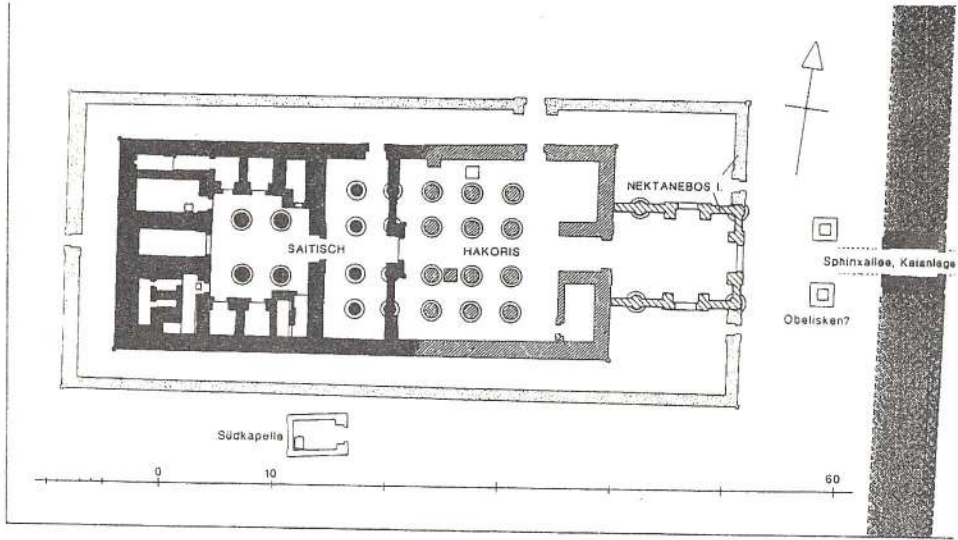 NEKTANEBOS I.
SAITISCH
HAKORIS
Sphinxallee, Kaianlage
Obelisken?
Südkapelle
0
10
60